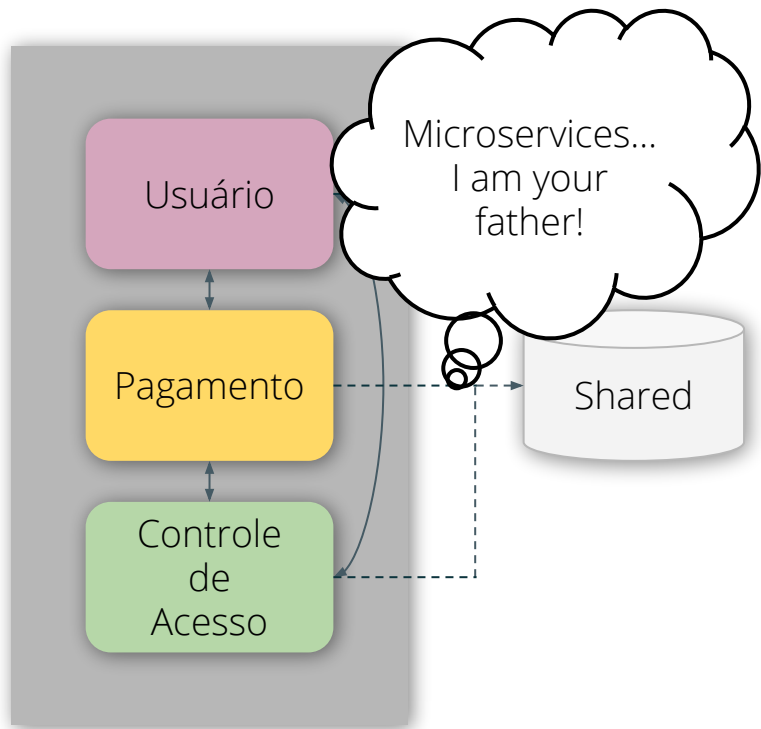 Microservices...
I am your
father!
Usuário
Pagamento
Shared
Controle
de
Acesso